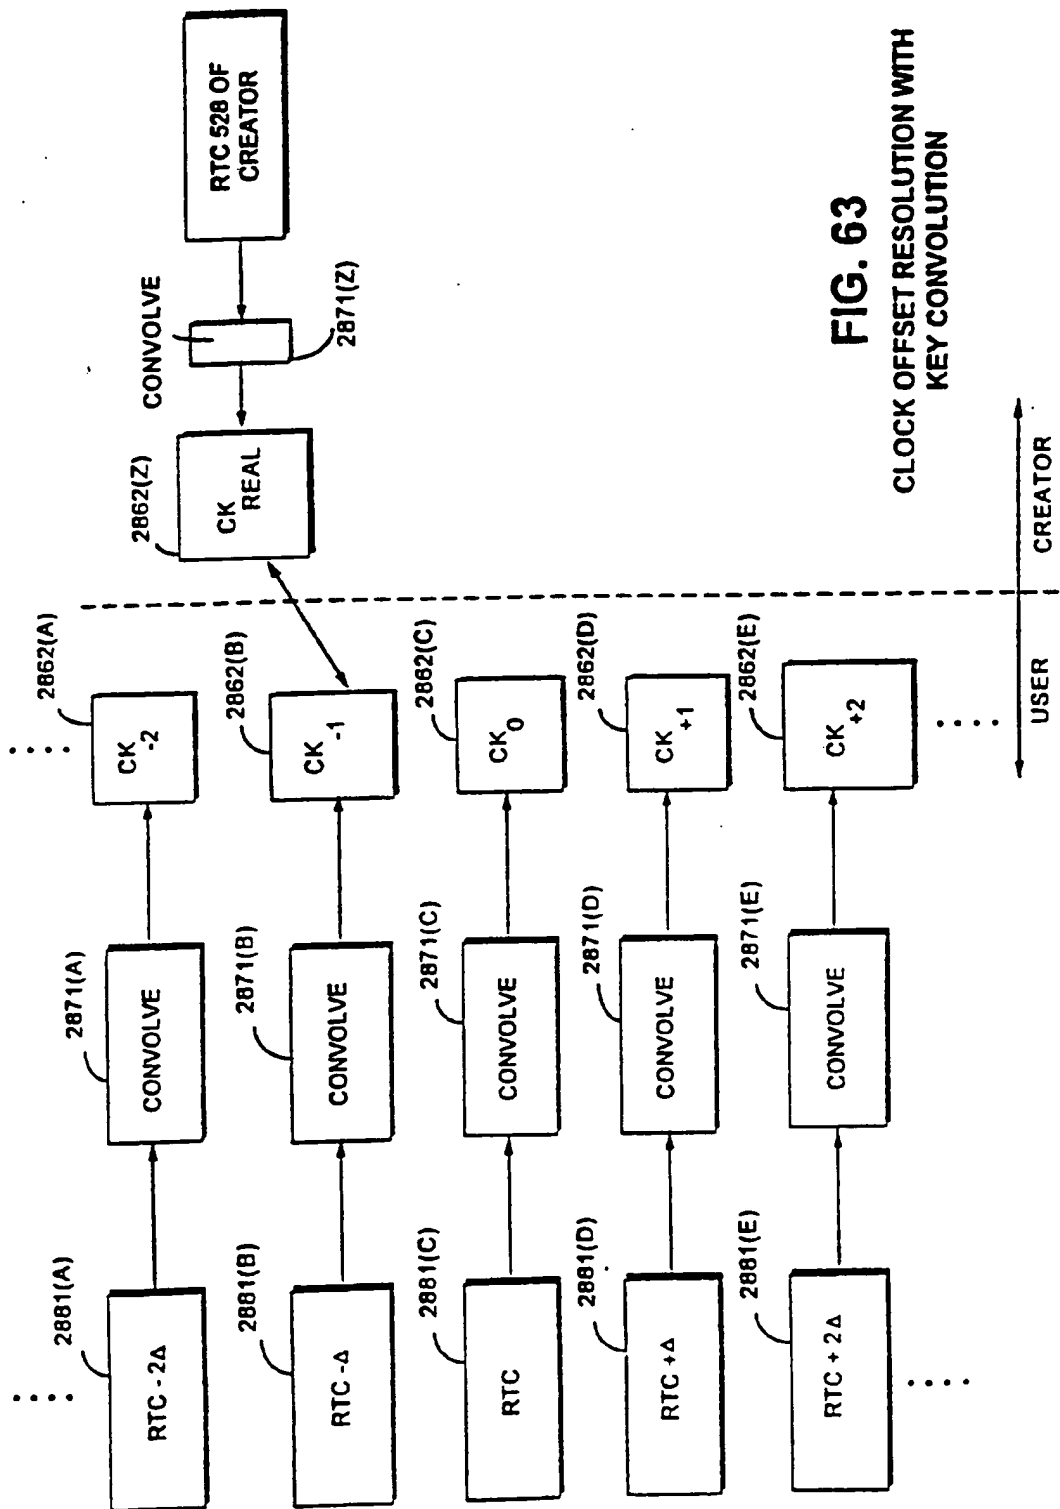 2881(A)
RTC - 2Δ
2871(A)
CONVOLVE
2862(A)
CK -2
2881(B)
RTC -Δ
2871(B)
CONVOLVE
2862(B)
CK -1
2881(C)
RTC
2871(C)
CONVOLVE
2862(C)
CK 0
2881(D)
RTC +Δ
2871(D)
CONVOLVE
2862(D)
CK +1
2881(E)
RTC + 2Δ
2871(E)
CONVOLVE
2862(E)
CK +2
2862(Z)
CK REAL
CONVOLVE
2871(Z)
RTC 528 OF
CREATOR
USER
CREATOR
FIG. 63
CLOCK OFFSET RESOLUTION WITH
KEY CONVOLUTION